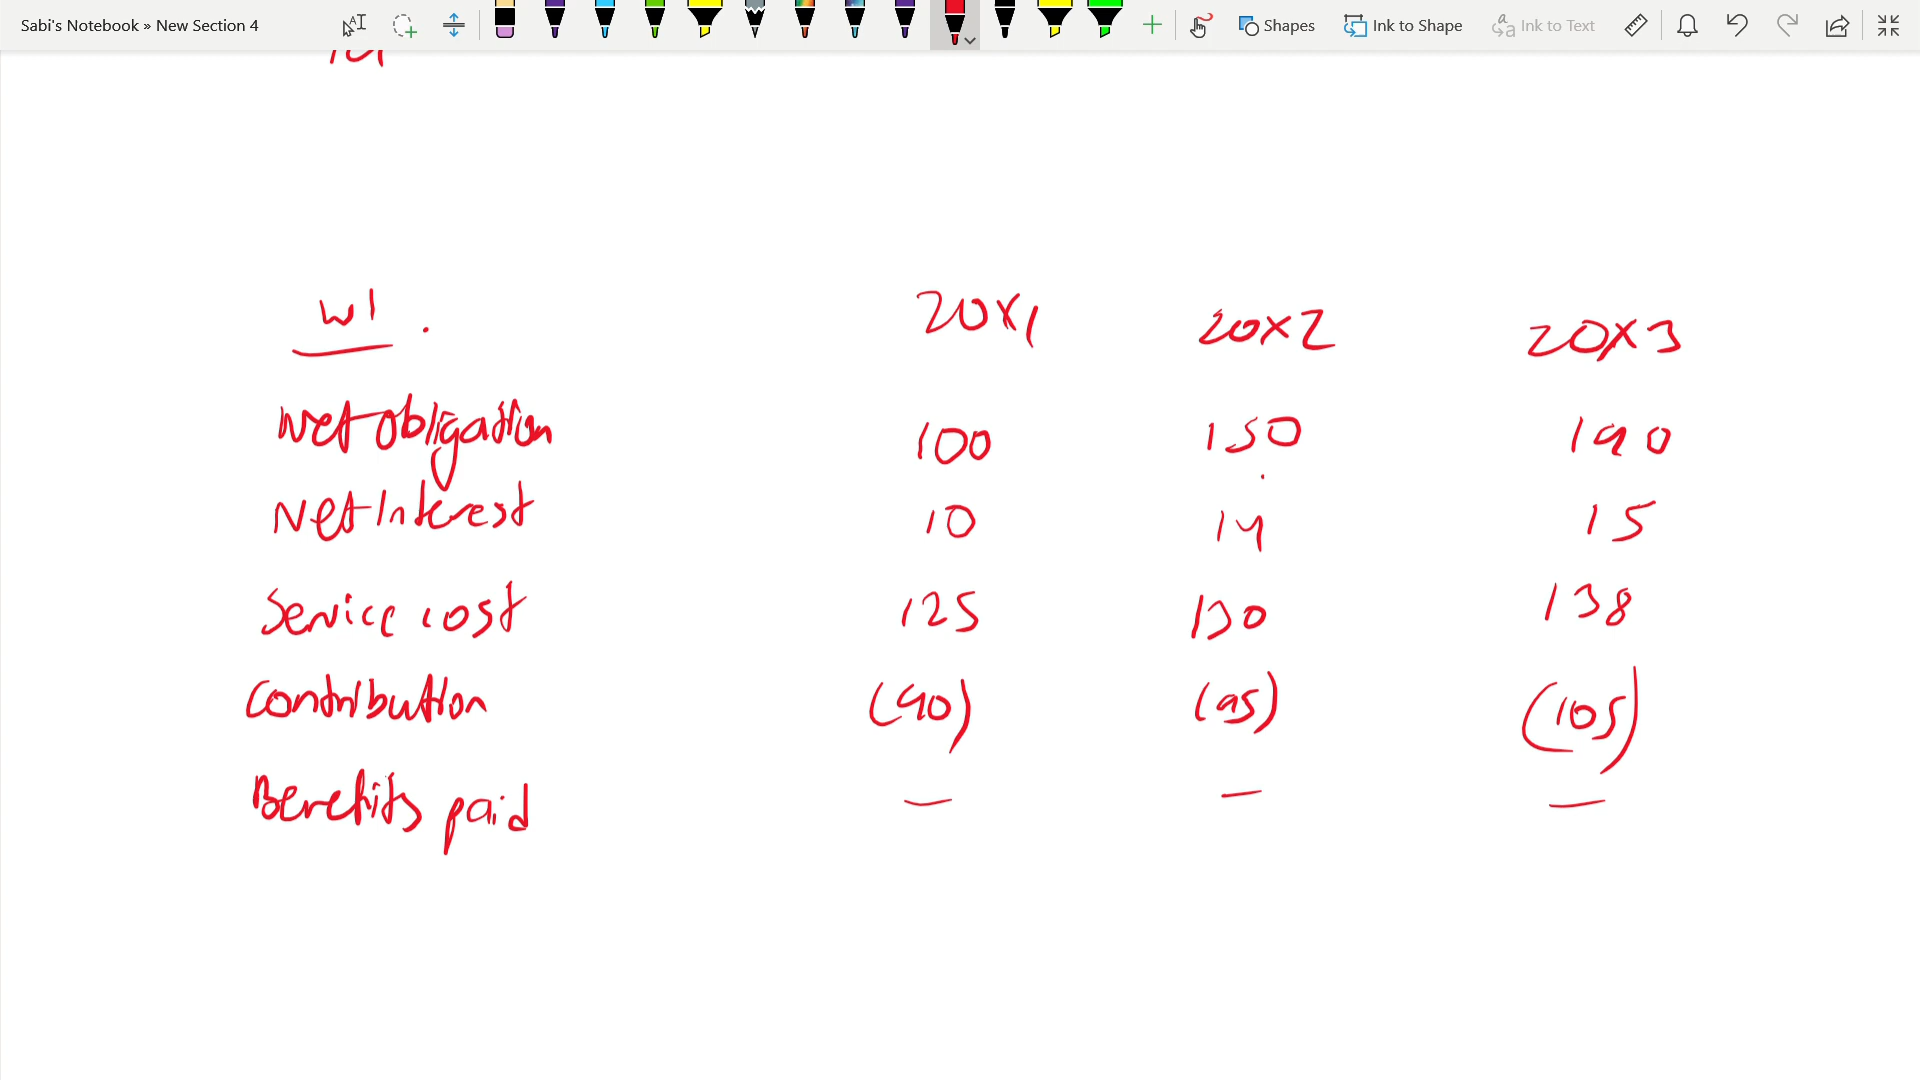 Sabi's Notebook » New Section 4
Shapes Ink to Shape Ink to Text
W1. 20X1 20X2 20X3
Net Obligation 100 150 190
Net Interest 10 14 15
Service cost 125 130 138
Contribution (90) (95) (105)
Benefits paid — — —